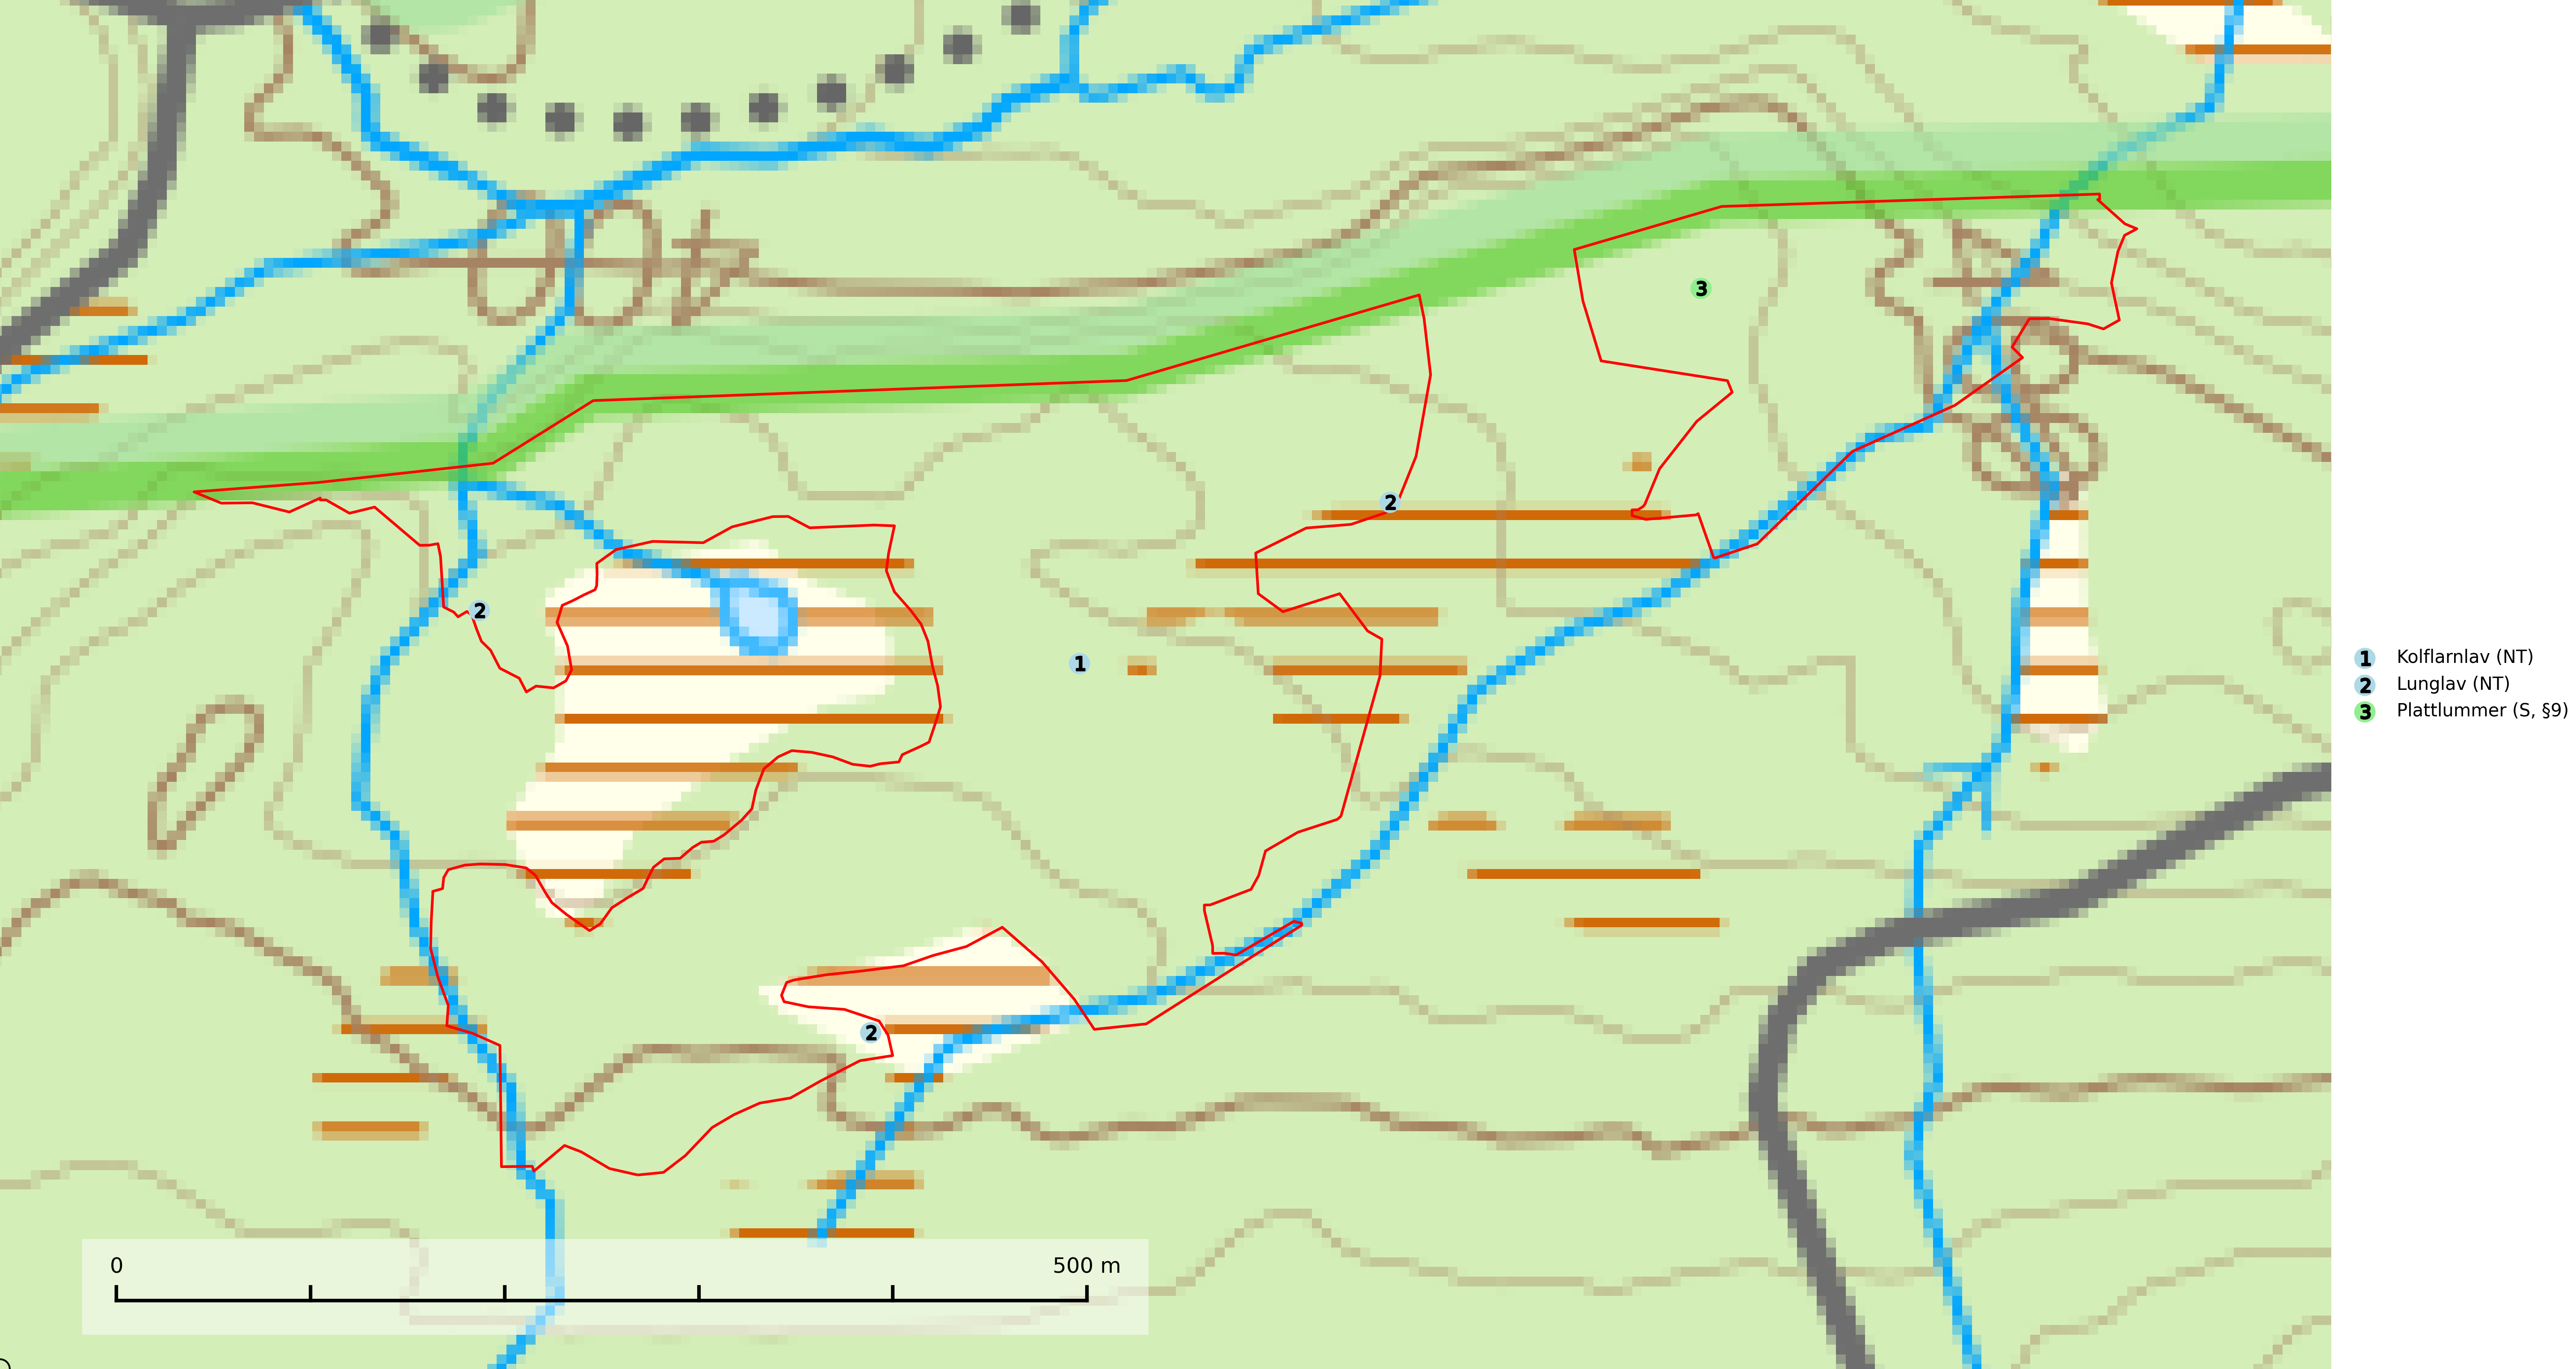 3
2
2
1
2
1 Kolflarnlav (NT)
2 Lunglav (NT)
3 Plattlummer (S, §9)
0 500 m